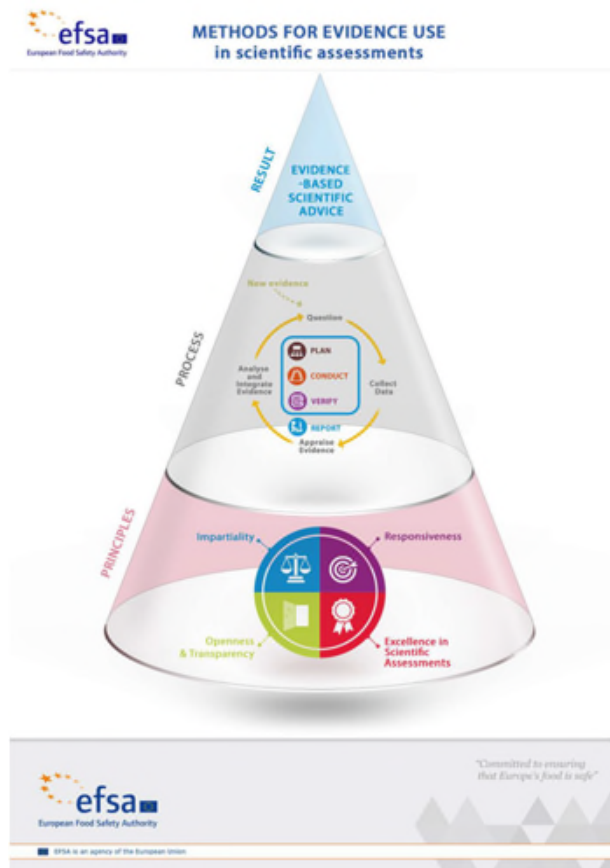 efsa
European Food Safety Authority
METHODS FOR EVIDENCE USE
in scientific assessments
RESULT
EVIDENCE
-BASED
SCIENTIFIC
ADVICE
PROCESS
New evidence
Question
PLAN
CONDUCT
VERIFY
REPORT
Analyse
and
Integrate
Evidence
Collect
Data
Appraise
Evidence
PRINCIPLES
Impartiality
Responsiveness
Openness
& Transparency
Excellence in
Scientific
Assessments
efsa
European Food Safety Authority
"Committed to ensuring
that Europe's food is safe"
EFSA is an agency of the European Union